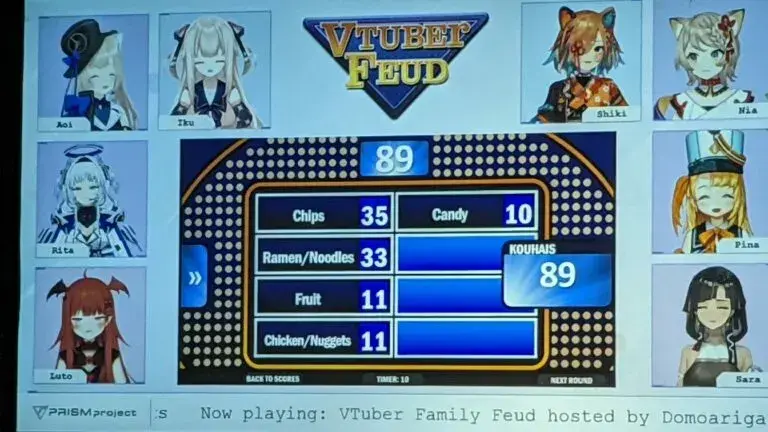 VTUBER
FEUD
Aoi
Iku
Shiki
Nia
89
Chips 35
Candy 10
Ramen/Noodles 33
Fruit 11
Chicken/Nuggets 11
KOUHAIS
89
»
Rita
Pina
Luto
Sara
BACK TO SCORES
TIMER: 10
NEXT ROUND
PRISMproject
:s Now playing: VTuber Family Feud hosted by Domoariga